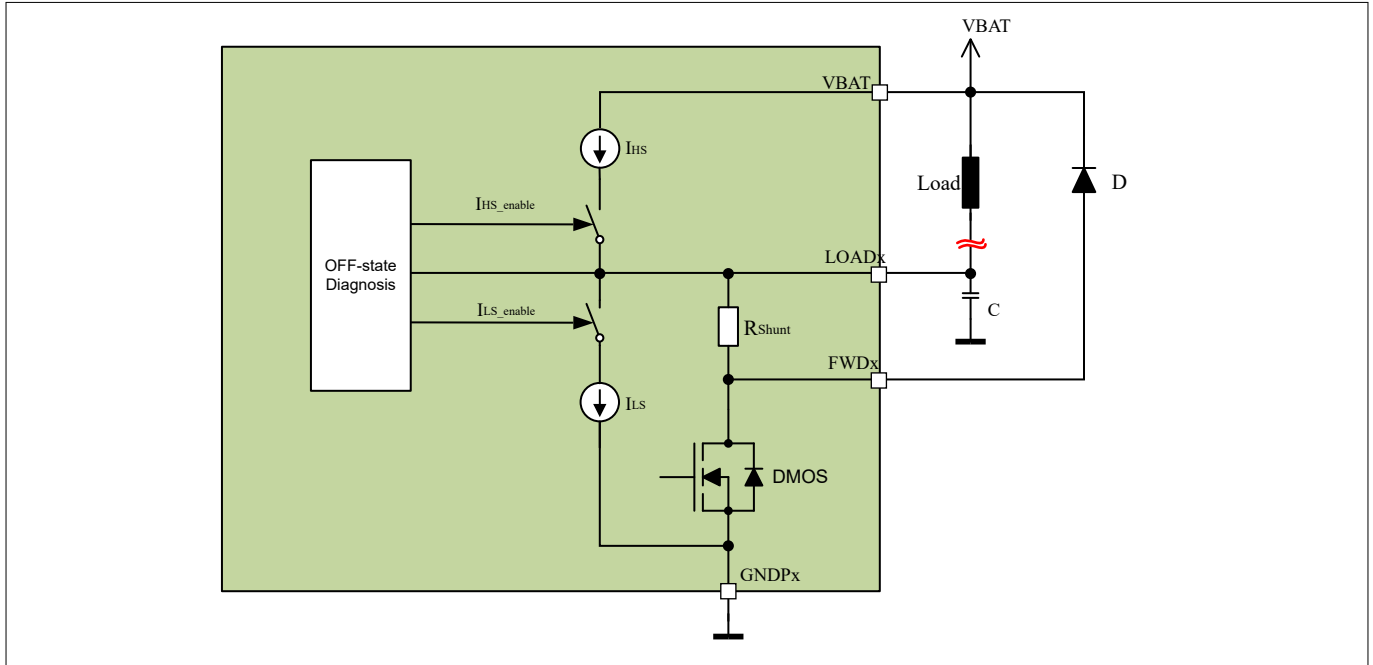 VBAT
VBAT
IHS
Load
D
IHS_enable
LOADx
OFF-state
Diagnosis
ILS_enable
C
RShunt
FWDx
ILS
DMOS
GNDPx